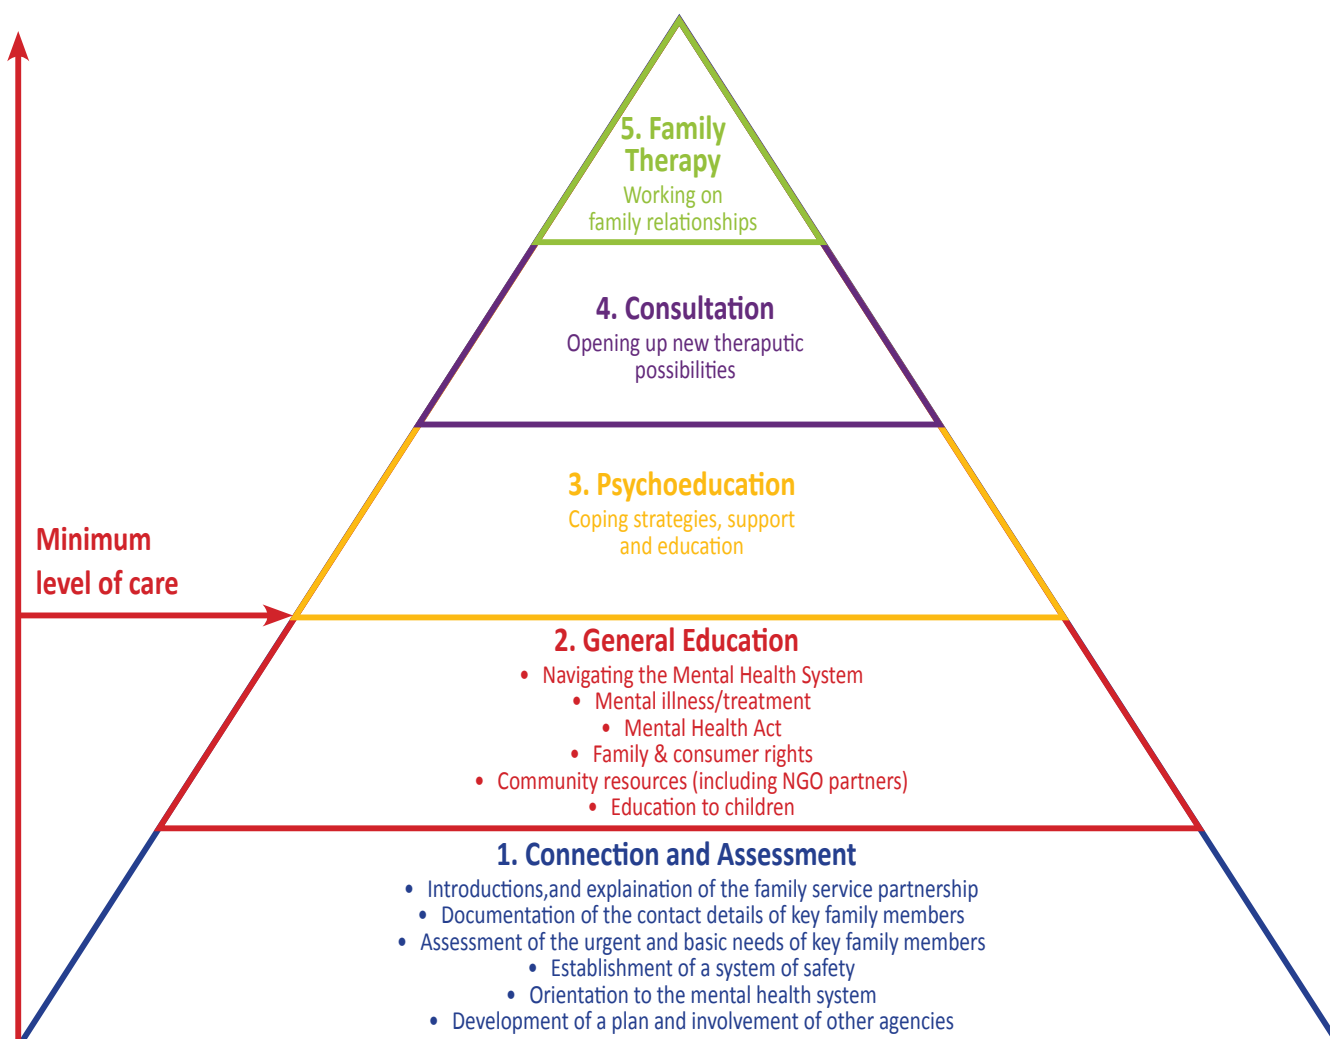 5. Family
Therapy
Working on
family relationships
4. Consultation
Opening up new theraputic
possibilities
3. Psychoeducation
Coping strategies, support
and education
Minimum
level of care
2. General Education
• Navigating the Mental Health System
• Mental illness/treatment
• Mental Health Act
• Family & consumer rights
• Community resources (including NGO partners)
• Education to children
1. Connection and Assessment
• Introductions,and explaination of the family service partnership
• Documentation of the contact details of key family members
• Assessment of the urgent and basic needs of key family members
• Establishment of a system of safety
• Orientation to the mental health system
• Development of a plan and involvement of other agencies